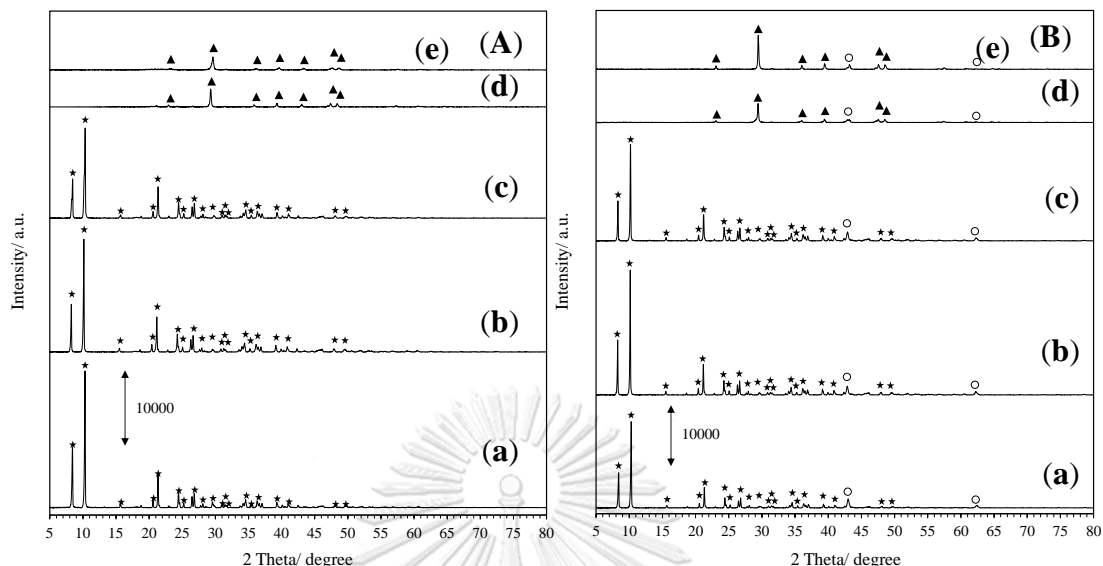 (A)
(e)
(d)
(c)
(b)
(a)
10000
Intensity/ a.u.
5 10 15 20 25 30 35 40 45 50 55 60 65 70 75 80
2 Theta/ degree
(B)
(e)
(d)
(c)
(b)
(a)
10000
Intensity/ a.u.
5 10 15 20 25 30 35 40 45 50 55 60 65 70 75 80
2 Theta/ degree